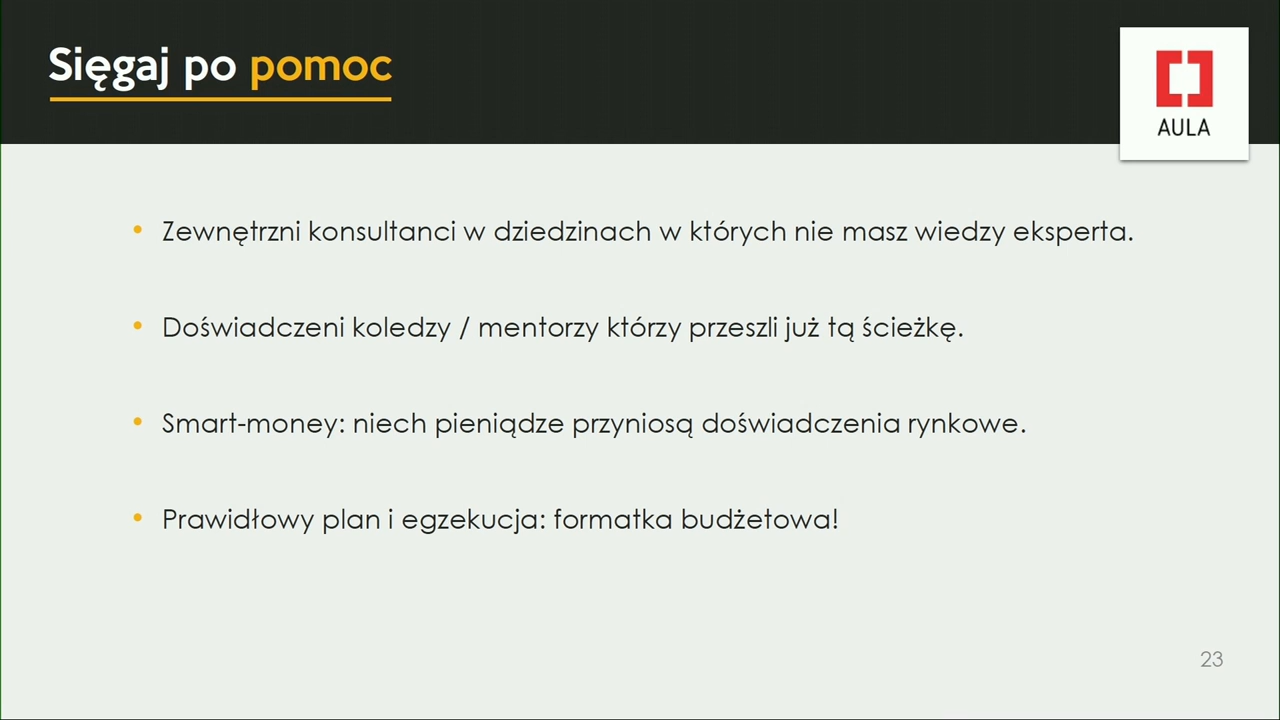 Sięgaj po pomoc
AULA
• Zewnętrzni konsultanci w dziedzinach w których nie masz wiedzy eksperta.
• Doświadczeni koledzy / mentorzy którzy przeszli już tą ścieżkę.
• Smart-money: niech pieniądze przyniosą doświadczenia rynkowe.
• Prawidłowy plan i egzekucja: formatka budżetowa!
23